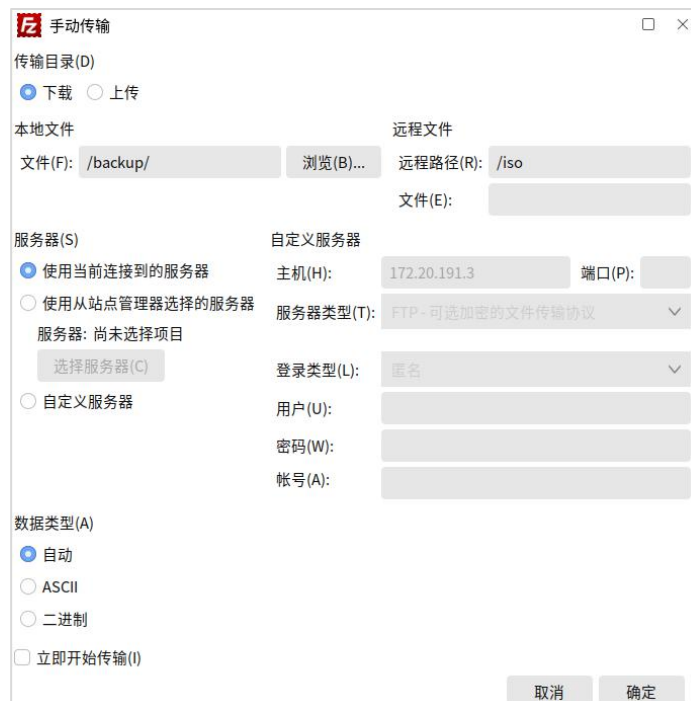 手动传输
传输目录(D)
下载 上传
本地文件 远程文件
文件(F): /backup/ 浏览(B)... 远程路径(R): /iso
文件(E):
服务器(S) 自定义服务器
使用当前连接到的服务器 主机(H): 172.20.191.3 端口(P):
使用从站点管理器选择的服务器 服务器类型(T): FTP-可选加密的文件传输协议
服务器: 尚未选择项目
选择服务器(C) 登录类型(L): 匿名
自定义服务器 用户(U):
密码(W):
帐号(A):
数据类型(A)
自动
ASCII
二进制
立即开始传输(I)
取消 确定